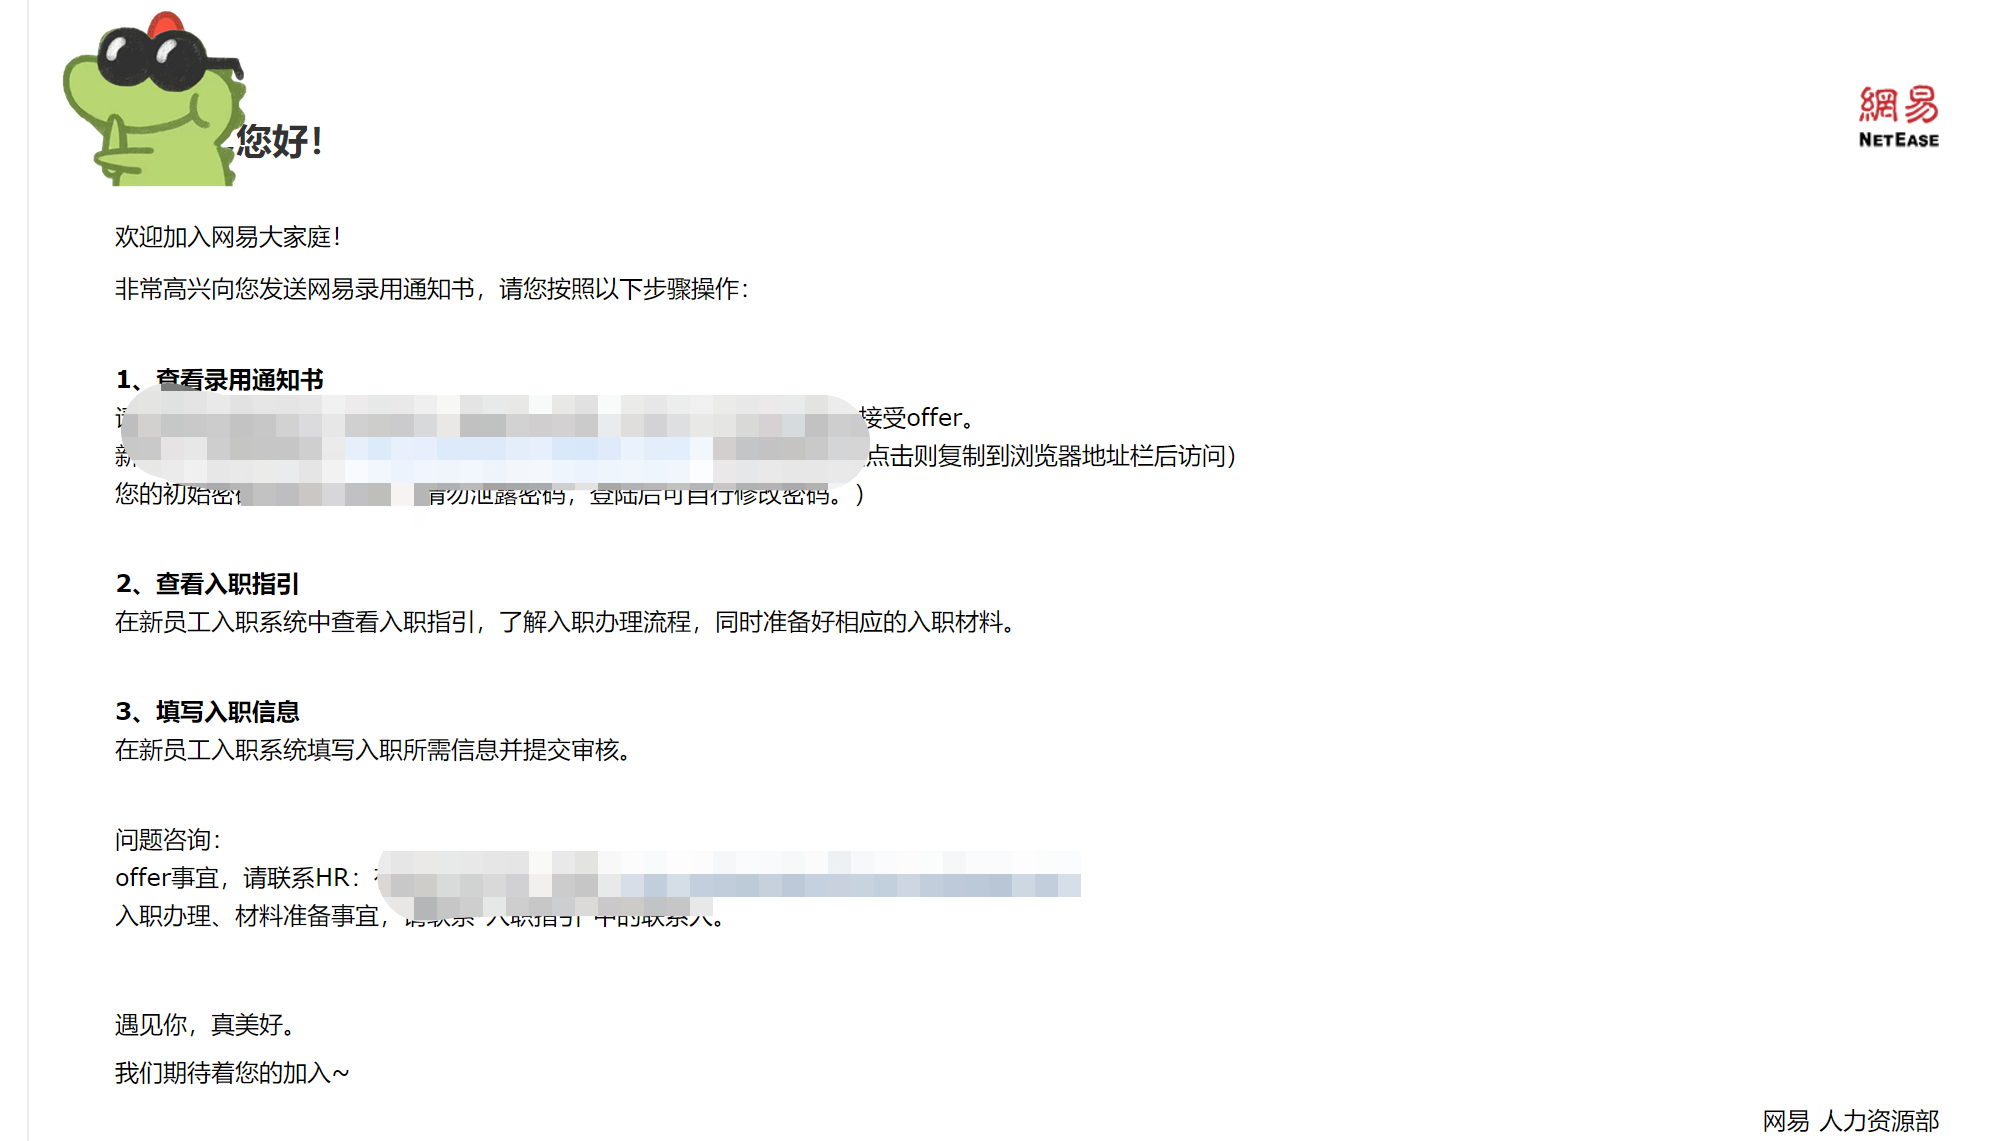 您好！
網易
NETEASE
欢迎加入网易大家庭！
非常高兴向您发送网易录用通知书，请您按照以下步骤操作：
1、查看录用通知书
接受offer。
点击则复制到浏览器地址栏后访问）
您的初始密 请勿泄露密码，登陆后可自行修改密码。）
2、查看入职指引
在新员工入职系统中查看入职指引，了解入职办理流程，同时准备好相应的入职材料。
3、填写入职信息
在新员工入职系统填写入职所需信息并提交审核。
问题咨询：
offer事宜，请联系HR：
入职办理、材料准备事宜，请联系“入职指引”中的联系人。
遇见你，真美好。
我们期待着您的加入~
网易 人力资源部